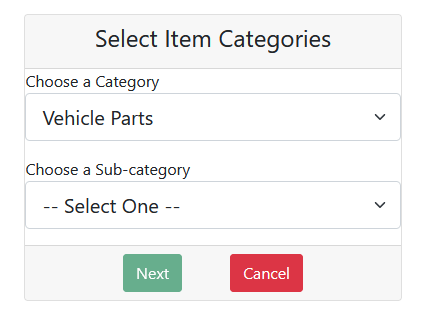 Select Item Categories
Choose a Category
Vehicle Parts
Choose a Sub-category
-- Select One --
Next Cancel